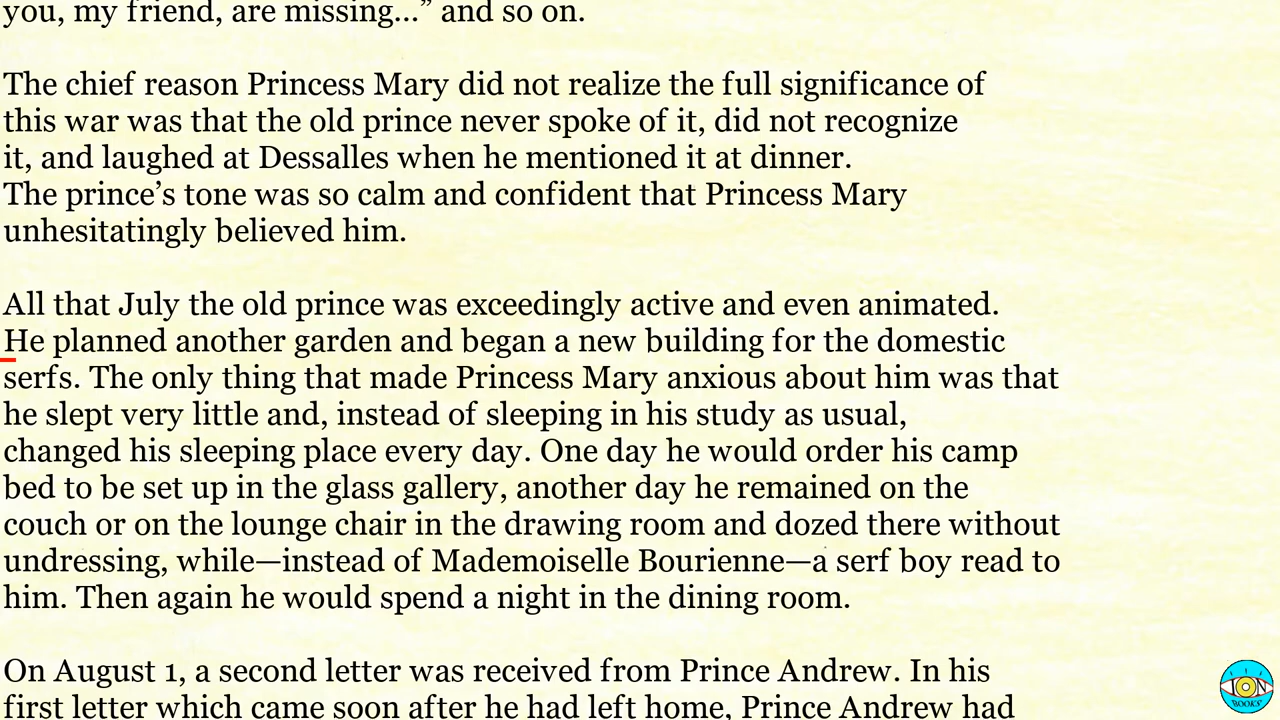 you, my friend, are missing...” and so on.
The chief reason Princess Mary did not realize the full significance of
this war was that the old prince never spoke of it, did not recognize
it, and laughed at Dessalles when he mentioned it at dinner.
The prince’s tone was so calm and confident that Princess Mary
unhesitatingly believed him.
All that July the old prince was exceedingly active and even animated.
He planned another garden and began a new building for the domestic
serfs. The only thing that made Princess Mary anxious about him was that
he slept very little and, instead of sleeping in his study as usual,
changed his sleeping place every day. One day he would order his camp
bed to be set up in the glass gallery, another day he remained on the
couch or on the lounge chair in the drawing room and dozed there without
undressing, while—instead of Mademoiselle Bourienne—a serf boy read to
him. Then again he would spend a night in the dining room.
On August 1, a second letter was received from Prince Andrew. In his
first letter which came soon after he had left home, Prince Andrew had
ION
BOOKS